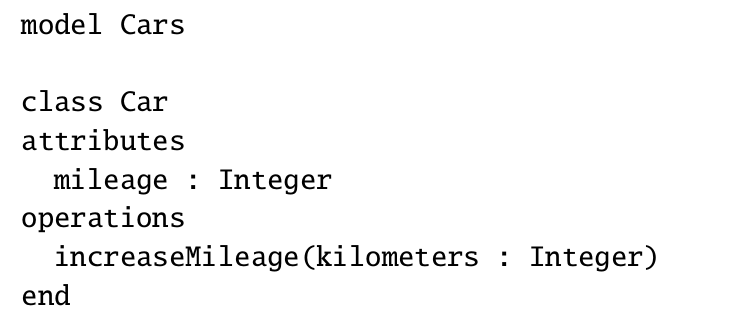 model Cars

class Car
attributes
  mileage : Integer
operations
  increaseMileage(kilometers : Integer)
end